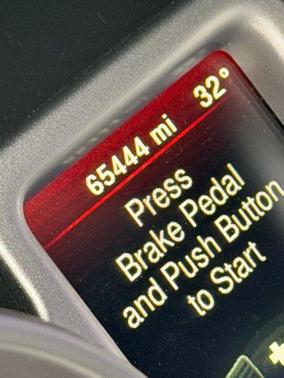 65444 mi 32°
Press
Brake Pedal
and Push Button
to Start